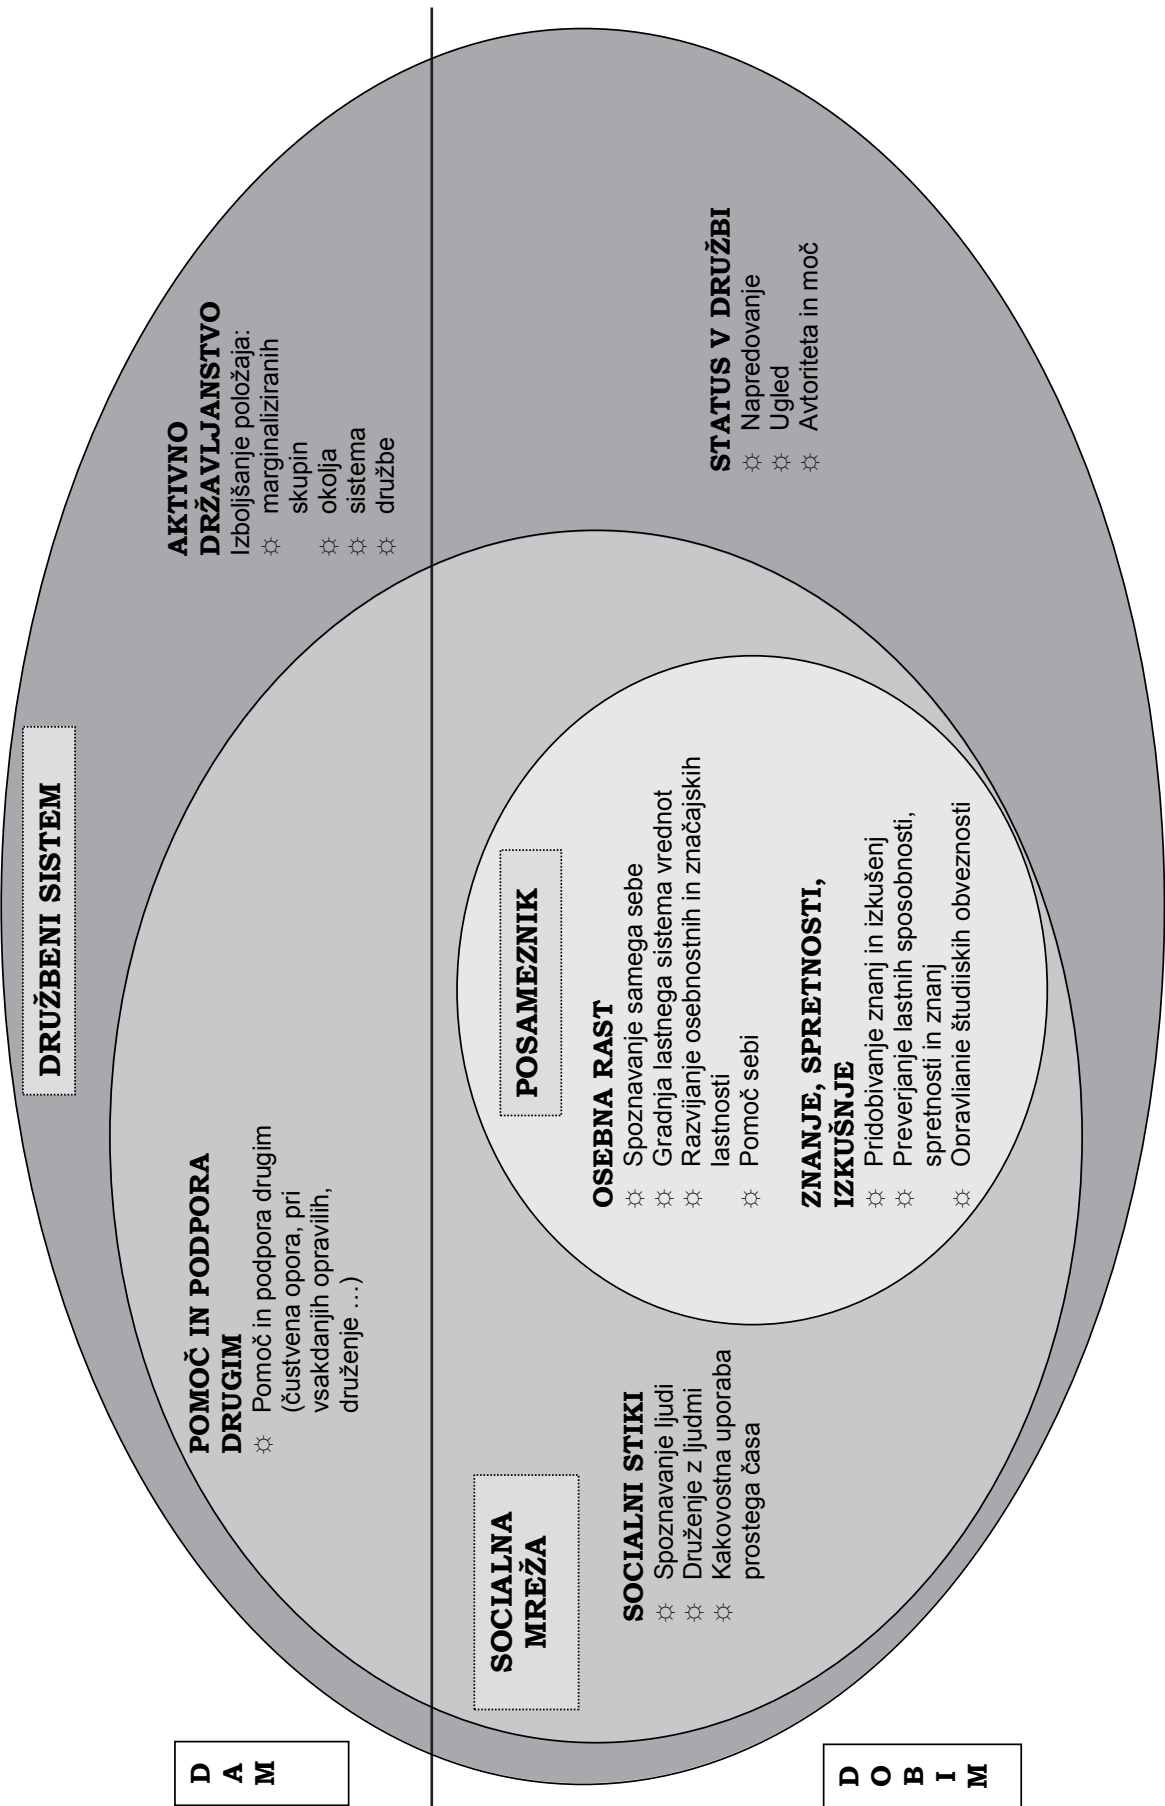 DRUŽBENI SISTEM
AKTIVNO
DRŽAVLJANSTVO
Izboljšanje položaja:
☼ marginaliziranih
skupin
☼ okolja
☼ sistema
☼ družbe
POMOČ IN PODPORA
DRUGIM
☼ Pomoč in podpora drugim
(čustvena opora, pri
vsakdanjih opravilih,
druženje …)
D
A
M
SOCIALNA
MREŽA
SOCIALNI STIKI
☼ Spoznavanje ljudi
☼ Druženje z ljudmi
☼ Kakovostna uporaba
prostega časa
POSAMEZNIK
OSEBNA RAST
☼ Spoznavanje samega sebe
☼ Gradnja lastnega sistema vrednot
☼ Razvijanje osebnostnih in značajskih
lastnosti
☼ Pomoč sebi
ZNANJE, SPRETNOSTI,
IZKUŠNJE
☼ Pridobivanje znanj in izkušenj
☼ Preverjanje lastnih sposobnosti,
spretnosti in znanj
☼ Opravljanje študijskih obveznosti
STATUS V DRUŽBI
☼ Napredovanje
☼ Ugled
☼ Avtoriteta in moč
D
O
B
I
M